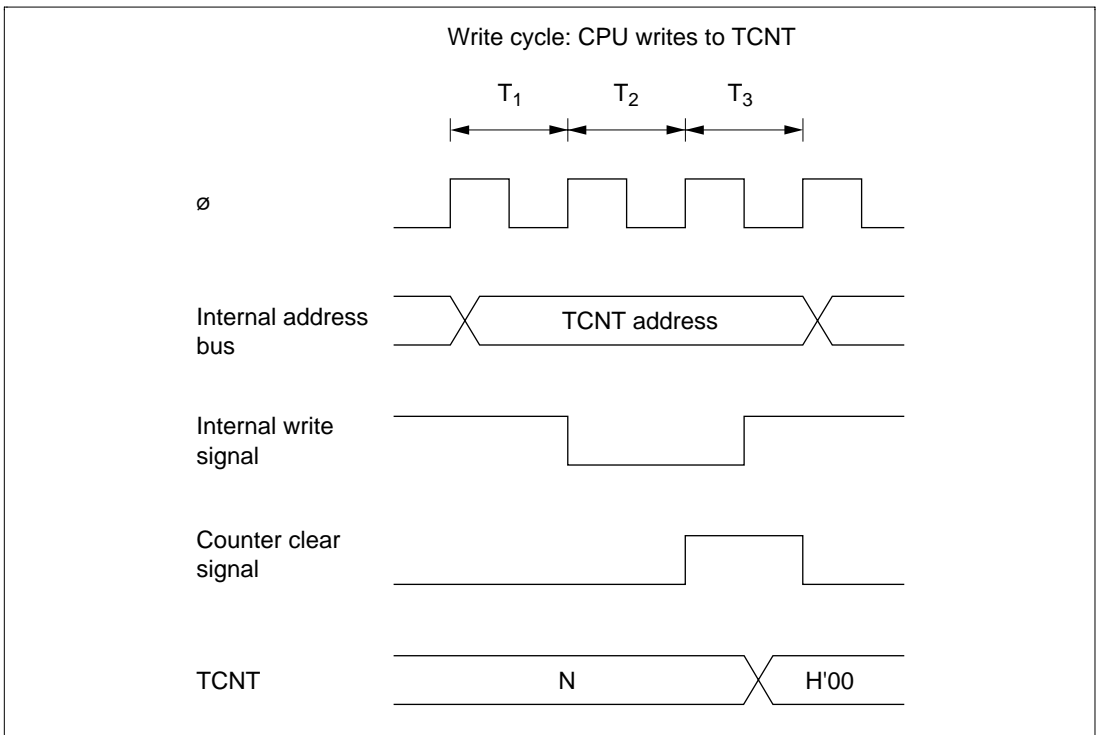 Write cycle: CPU writes to TCNT
T1 T2 T3
ø
Internal address
bus
TCNT address
Internal write
signal
Counter clear
signal
TCNT
N
H'00